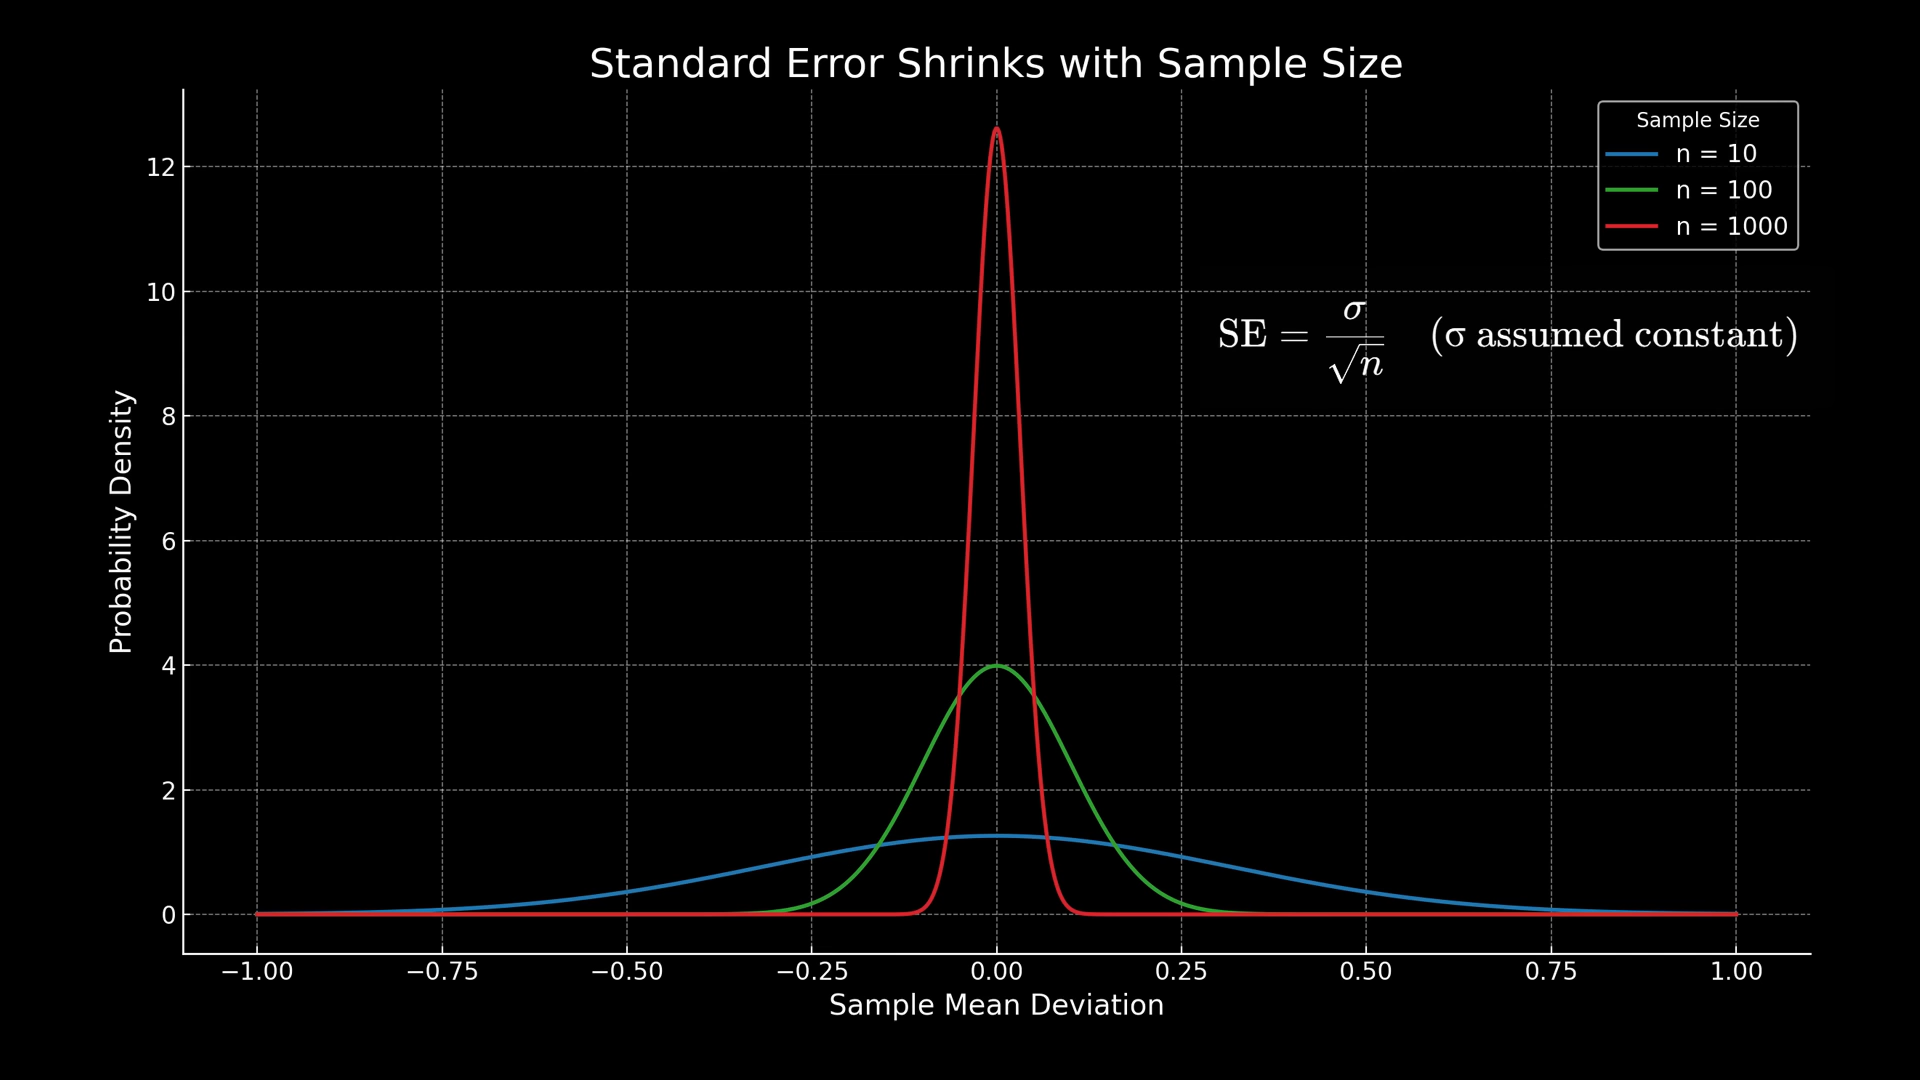 Standard Error Shrinks with Sample Size
Sample Size
n = 10
n = 100
n = 1000
SE = σ/√n (σ assumed constant)
Probability Density
12
10
8
6
4
2
0
−1.00 −0.75 −0.50 −0.25 0.00 0.25 0.50 0.75 1.00
Sample Mean Deviation